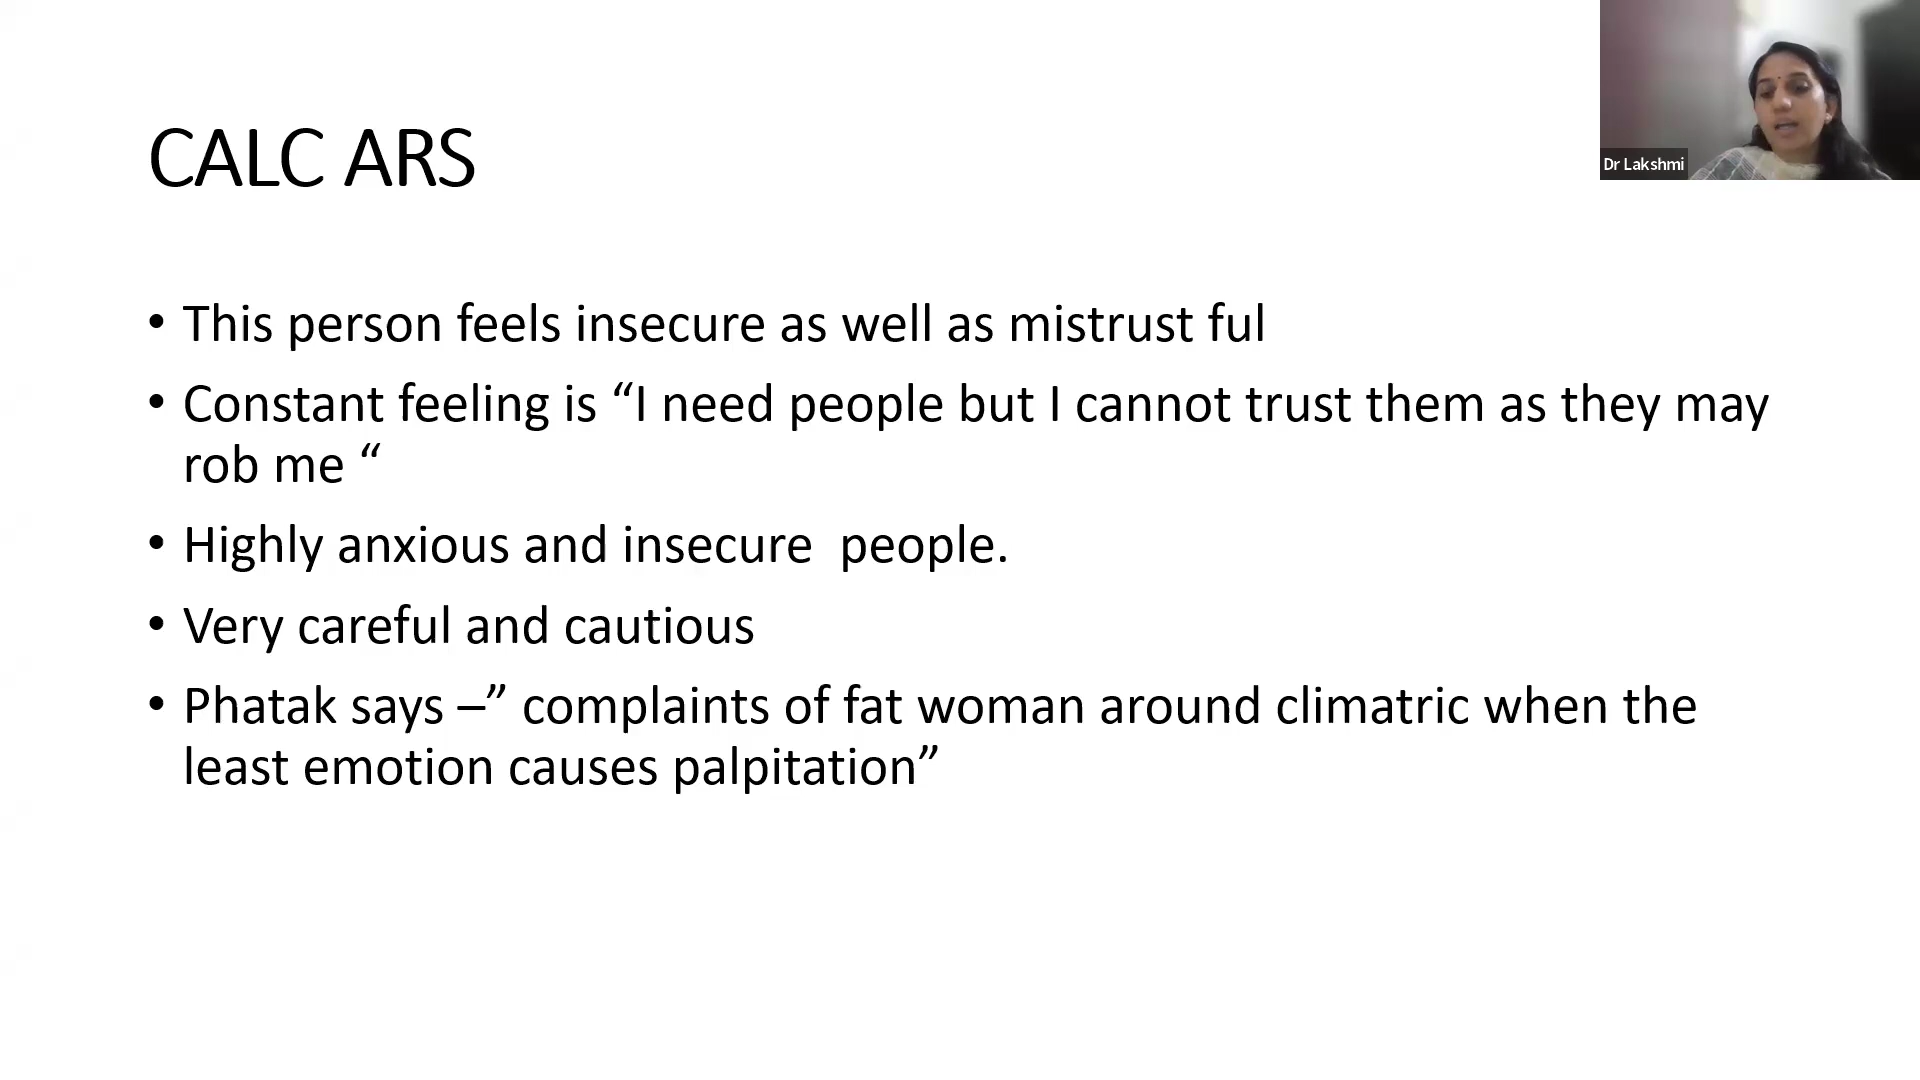 Dr Lakshmi
CALC ARS
• This person feels insecure as well as mistrust ful
• Constant feeling is “I need people but I cannot trust them as they may
rob me “
• Highly anxious and insecure  people.
• Very careful and cautious
• Phatak says –” complaints of fat woman around climatric when the
least emotion causes palpitation”